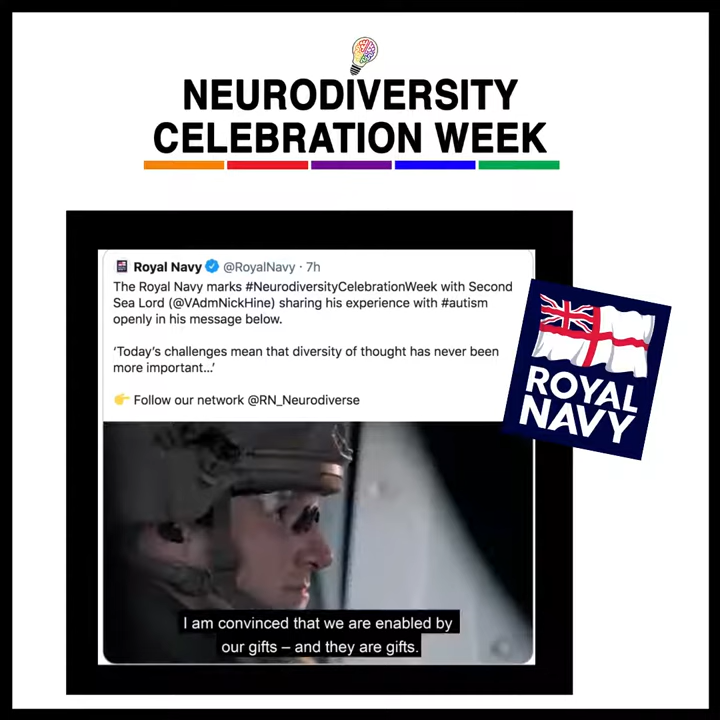 NEURODIVERSITY
CELEBRATION WEEK
Royal Navy @RoyalNavy · 7h
The Royal Navy marks #NeurodiversityCelebrationWeek with Second
Sea Lord (@VAdmNickHine) sharing his experience with #autism
openly in his message below.
‘Today’s challenges mean that diversity of thought has never been
more important...’
👉 Follow our network @RN_Neurodiverse
ROYAL
NAVY
I am convinced that we are enabled by
our gifts – and they are gifts.